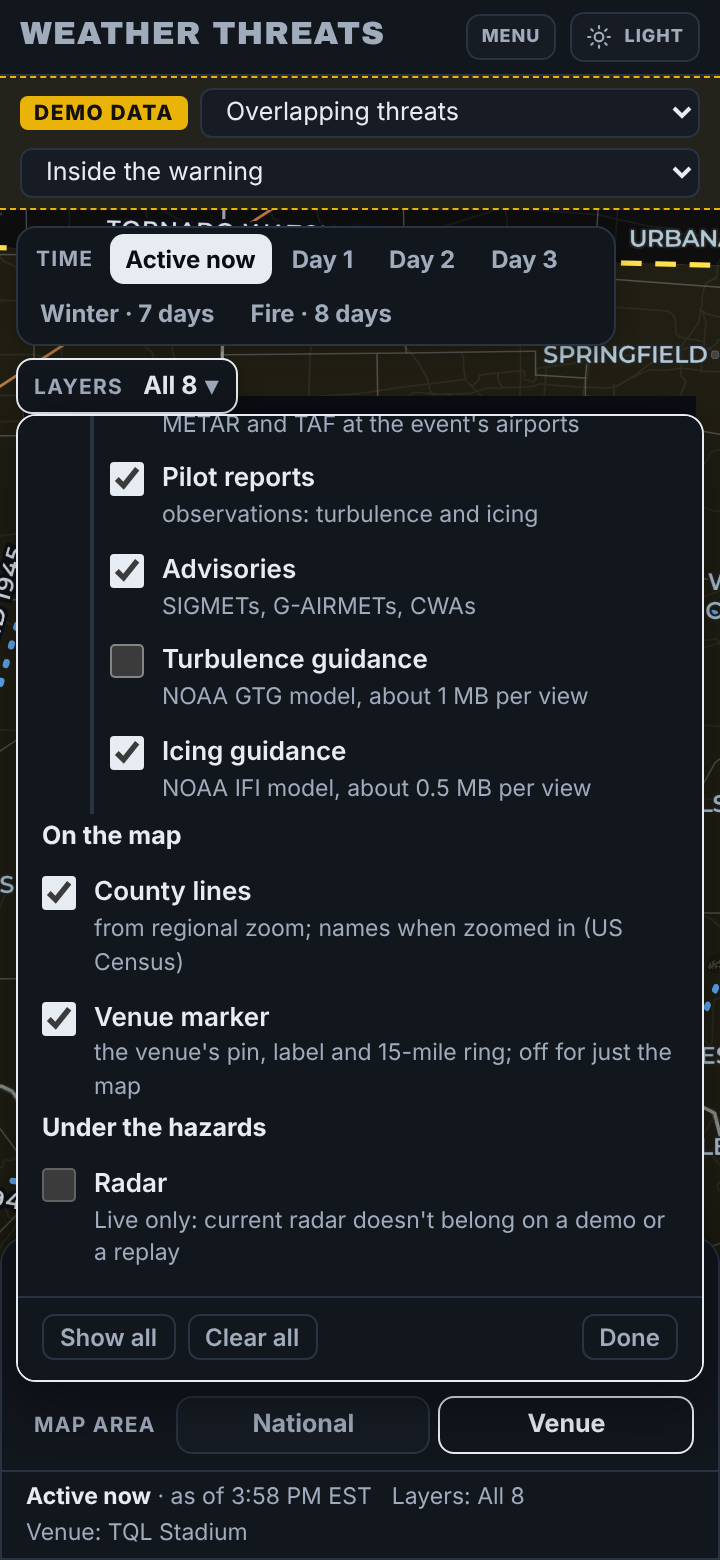 WEATHER THREATS
MENU
LIGHT
DEMO DATA
Overlapping threats
Inside the warning
URBANA
TIME
Active now
Day 1
Day 2
Day 3
Winter · 7 days
Fire · 8 days
SPRINGFIELD
LAYERS All 8 ▾
METAR and TAF at the event's airports
Pilot reports
observations: turbulence and icing
Advisories
SIGMETs, G-AIRMETs, CWAs
Turbulence guidance
NOAA GTG model, about 1 MB per view
Icing guidance
NOAA IFI model, about 0.5 MB per view
On the map
County lines
from regional zoom; names when zoomed in (US
Census)
Venue marker
the venue's pin, label and 15-mile ring; off for just the
map
Under the hazards
Radar
Live only: current radar doesn't belong on a demo or
a replay
Show all
Clear all
Done
MAP AREA
National
Venue
Active now · as of 3:58 PM EST Layers: All 8
Venue: TQL Stadium